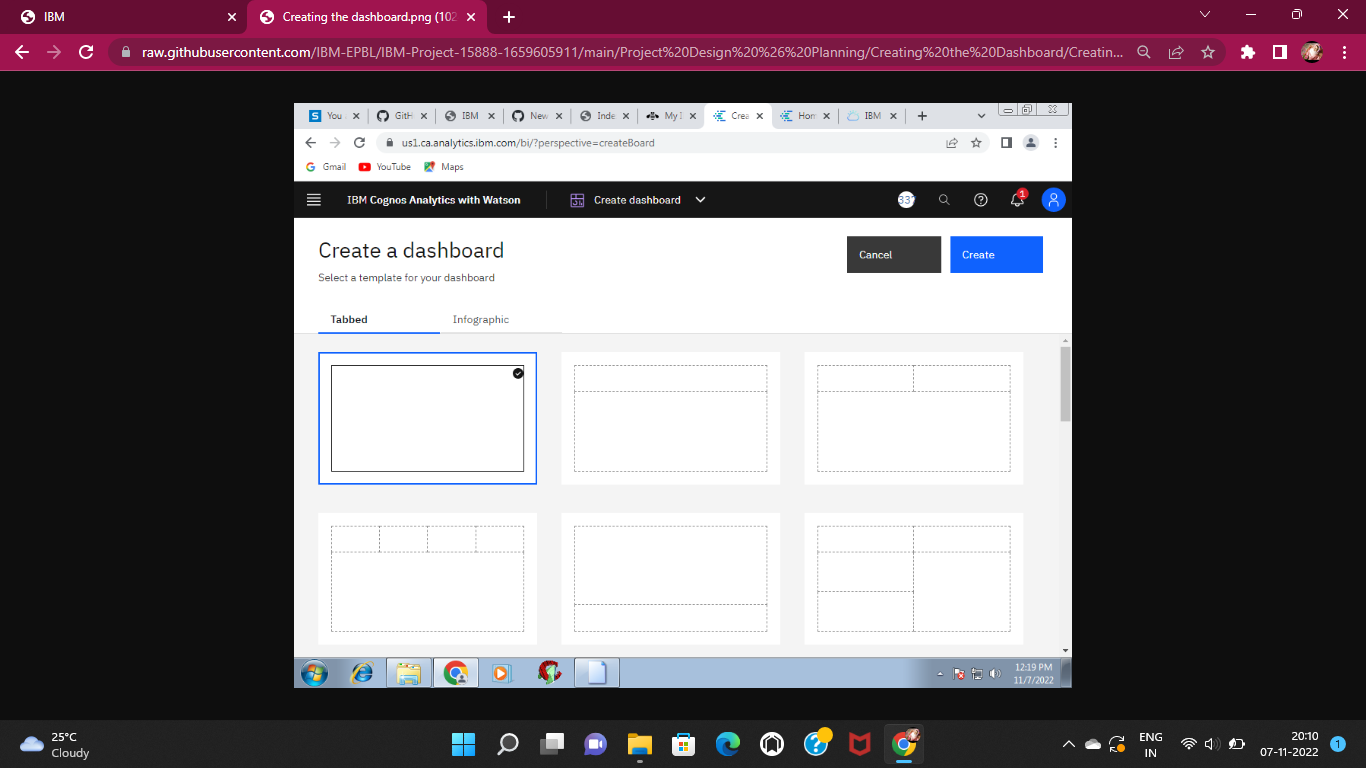 IBM
Creating the dashboard.png (102
raw.githubusercontent.com/IBM-EPBL/IBM-Project-15888-1659605911/main/Project%20Design%20%26%20Planning/Creating%20the%20Dashboard/Creatin...
S You
GitH
IBM
New
Inde
My I
Crea
Hom
IBM
us1.ca.analytics.ibm.com/bi/?perspective=createBoard
Gmail YouTube Maps
IBM Cognos Analytics with Watson
Create dashboard
1
Create a dashboard
Cancel
Create
Select a template for your dashboard
Tabbed
Infographic
12:19 PM
11/7/2022
25°C
Cloudy
ENG
IN
20:10
07-11-2022
1